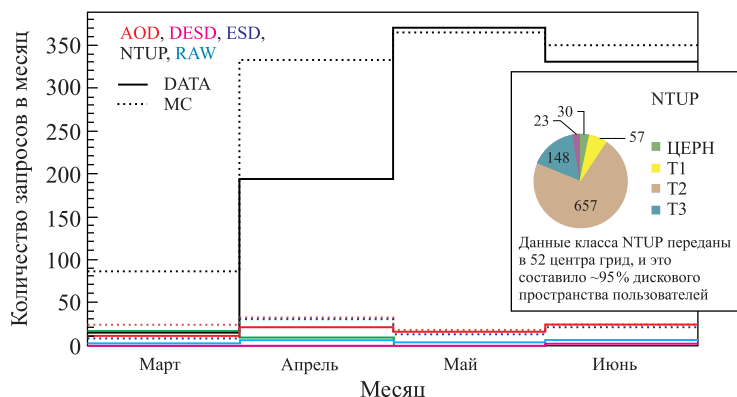 AOD, DESD, ESD,
NTUP, RAW
DATA
MC
Количество запросов в месяц
350
300
250
200
150
100
50
0
Март
Апрель
Май
Июнь
Месяц
NTUP
30
23
57
148
657
ЦЕРН
T1
T2
T3
Данные класса NTUP переданы
в 52 центра грид, и это
составило ~95% дискового
пространства пользователей